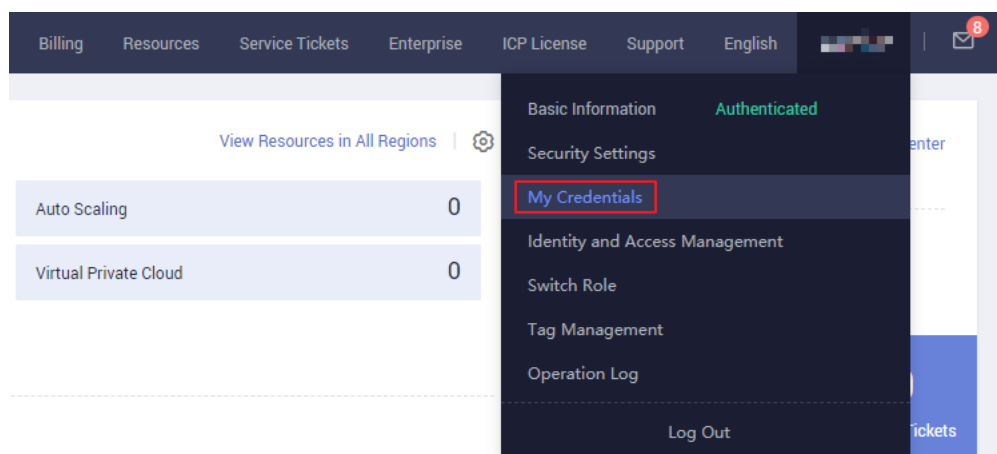 Billing Resources Service Tickets Enterprise ICP License Support English 8
Basic Information Authenticated
View Resources in All Regions
Security Settings
enter
My Credentials
Auto Scaling 0
Identity and Access Management
Virtual Private Cloud 0
Switch Role
Tag Management
Operation Log
Log Out
ickets